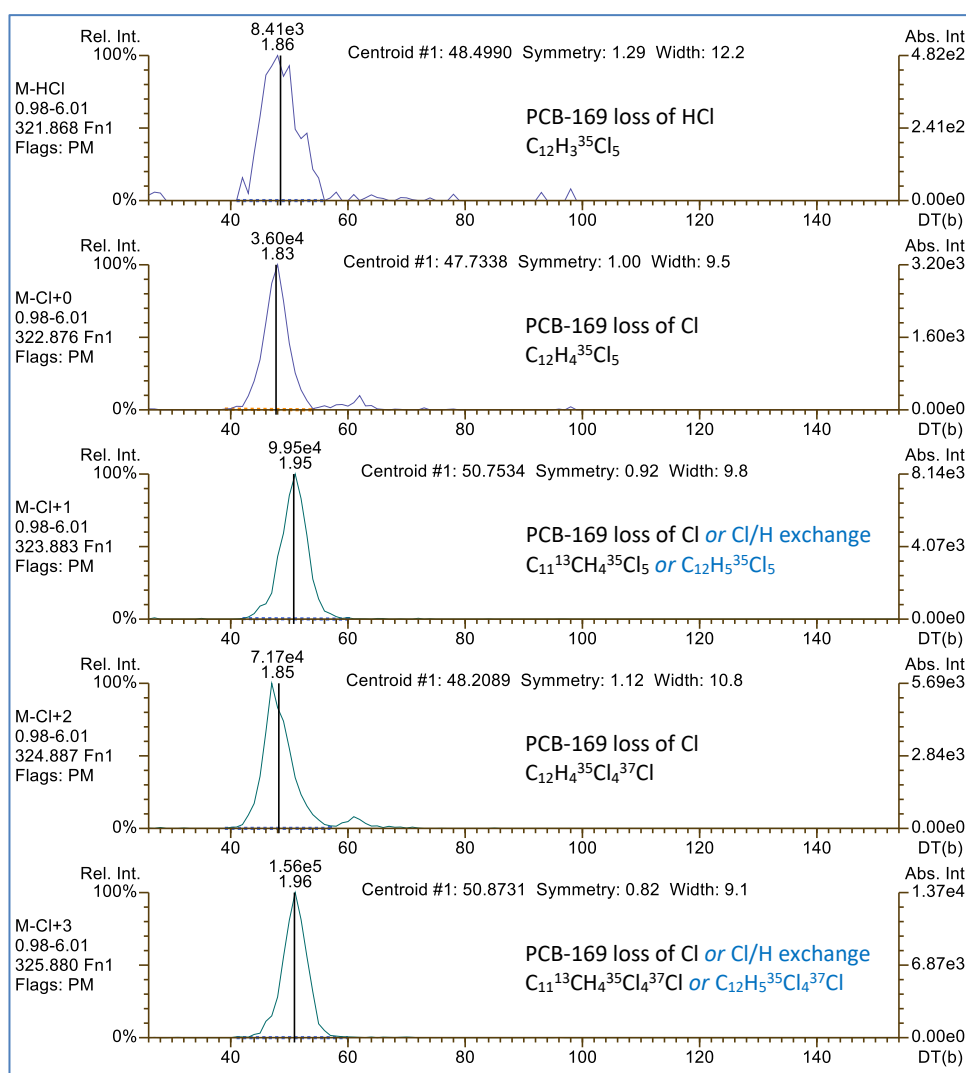 8.41e3
Rel. Int. 1.86 Abs. Int.
100% Centroid #1: 48.4990 Symmetry: 1.29 Width: 12.2 4.82e2
M-HCl
0.98-6.01
321.868 Fn1
Flags: PM
PCB-169 loss of HCl
C₁₂H₃³⁵Cl₅
2.41e2
0% 0.00e0
40 60 80 100 120 140 DT(b)
3.60e4
Rel. Int. 1.83 Abs. Int
100% Centroid #1: 47.7338 Symmetry: 1.00 Width: 9.5 3.20e3
M-Cl+0
0.98-6.01
322.876 Fn1
Flags: PM
PCB-169 loss of Cl
C₁₂H₄³⁵Cl₅
1.60e3
0% 0.00e0
40 60 80 100 120 140 DT(b)
9.95e4
Rel. Int. 1.95 Abs. Int
100% Centroid #1: 50.7534 Symmetry: 0.92 Width: 9.8 8.14e3
M-Cl+1
0.98-6.01
323.883 Fn1
Flags: PM
PCB-169 loss of Cl or Cl/H exchange
C₁₁¹³CH₄³⁵Cl₅ or C₁₂H₅³⁵Cl₅
4.07e3
0% 0.00e0
40 60 80 100 120 140 DT(b)
7.17e4
Rel. Int. 1.85 Abs. Int
100% Centroid #1: 48.2089 Symmetry: 1.12 Width: 10.8 5.69e3
M-Cl+2
0.98-6.01
324.887 Fn1
Flags: PM
PCB-169 loss of Cl
C₁₂H₄³⁵Cl₄³⁷Cl
2.84e3
0% 0.00e0
40 60 80 100 120 140 DT(b)
1.56e5
Rel. Int. 1.96 Abs. Int
100% Centroid #1: 50.8731 Symmetry: 0.82 Width: 9.1 1.37e4
M-Cl+3
0.98-6.01
325.880 Fn1
Flags: PM
PCB-169 loss of Cl or Cl/H exchange
C₁₁¹³CH₄³⁵Cl₄³⁷Cl or C₁₂H₅³⁵Cl₄³⁷Cl
6.87e3
0% 0.00e0
40 60 80 100 120 140 DT(b)